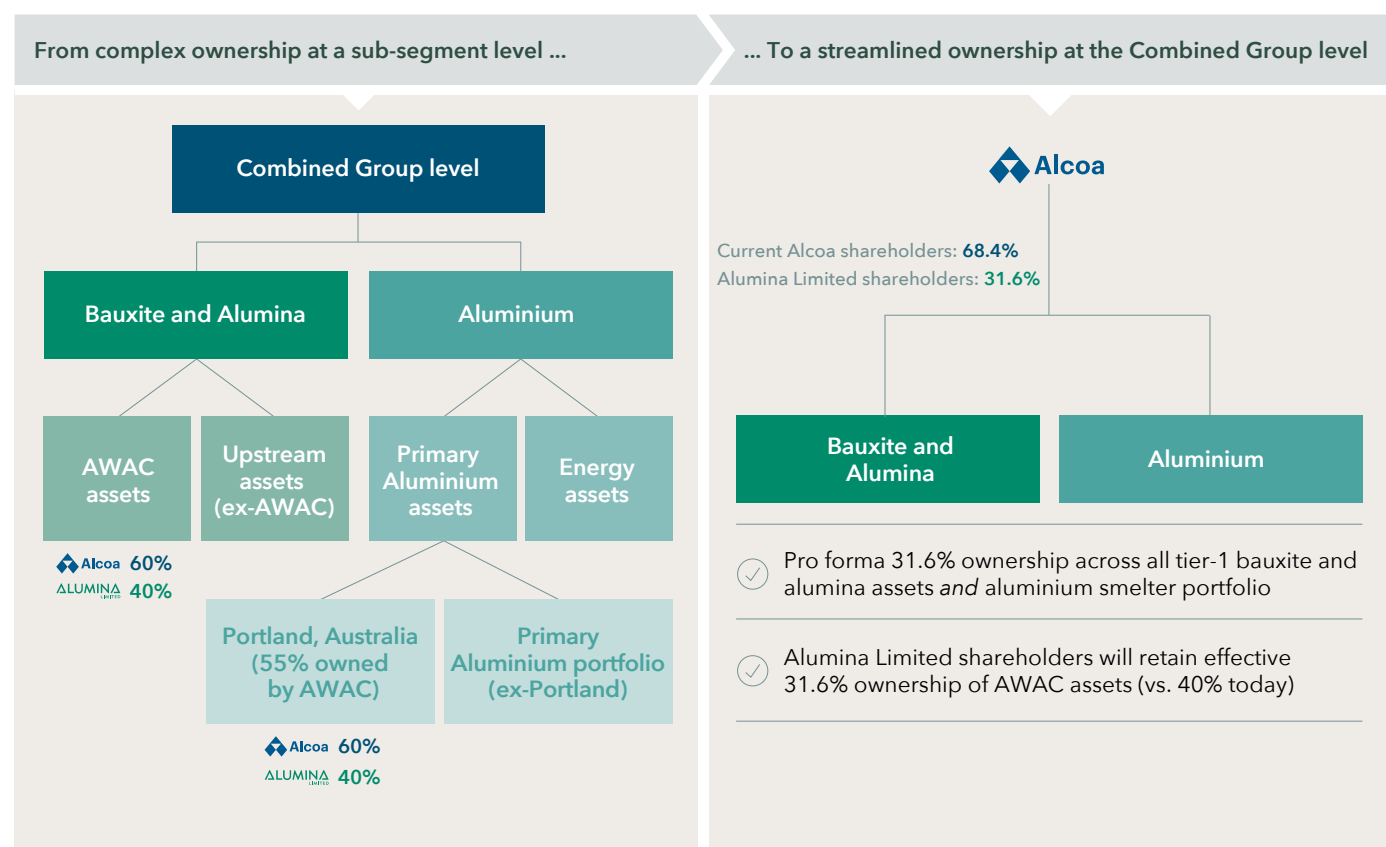 From complex ownership at a sub-segment level ...
... To a streamlined ownership at the Combined Group level
Combined Group level
Bauxite and Alumina
Aluminium
AWAC
assets
Upstream
assets
(ex-AWAC)
Primary
Aluminium
assets
Energy
assets
Alcoa 60%
ALUMINA LIMITED 40%
Portland, Australia
(55% owned
by AWAC)
Primary
Aluminium portfolio
(ex-Portland)
Alcoa 60%
ALUMINA LIMITED 40%
Alcoa
Current Alcoa shareholders: 68.4%
Alumina Limited shareholders: 31.6%
Bauxite and
Alumina
Aluminium
Pro forma 31.6% ownership across all tier-1 bauxite and
alumina assets and aluminium smelter portfolio
Alumina Limited shareholders will retain effective
31.6% ownership of AWAC assets (vs. 40% today)